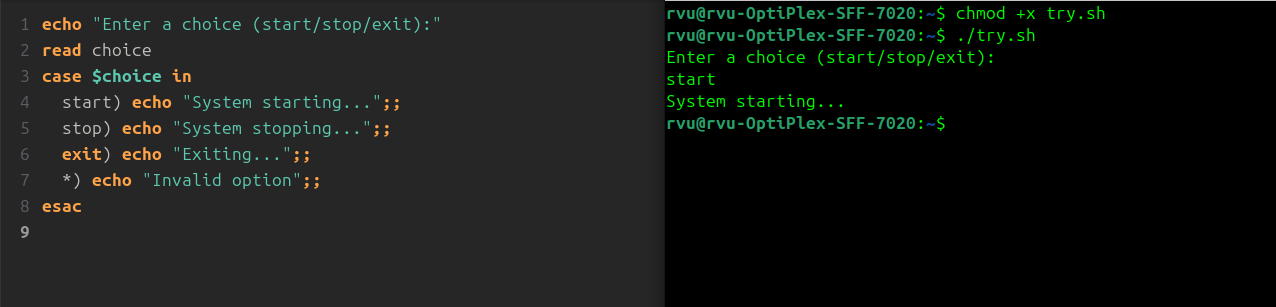 1 echo "Enter a choice (start/stop/exit):"
2 read choice
3 case $choice in
4   start) echo "System starting...";;
5   stop) echo "System stopping...";;
6   exit) echo "Exiting...";;
7   *) echo "Invalid option";;
8 esac
9
rvu@rvu-OptiPlex-SFF-7020:~$ chmod +x try.sh
rvu@rvu-OptiPlex-SFF-7020:~$ ./try.sh
Enter a choice (start/stop/exit):
start
System starting...
rvu@rvu-OptiPlex-SFF-7020:~$